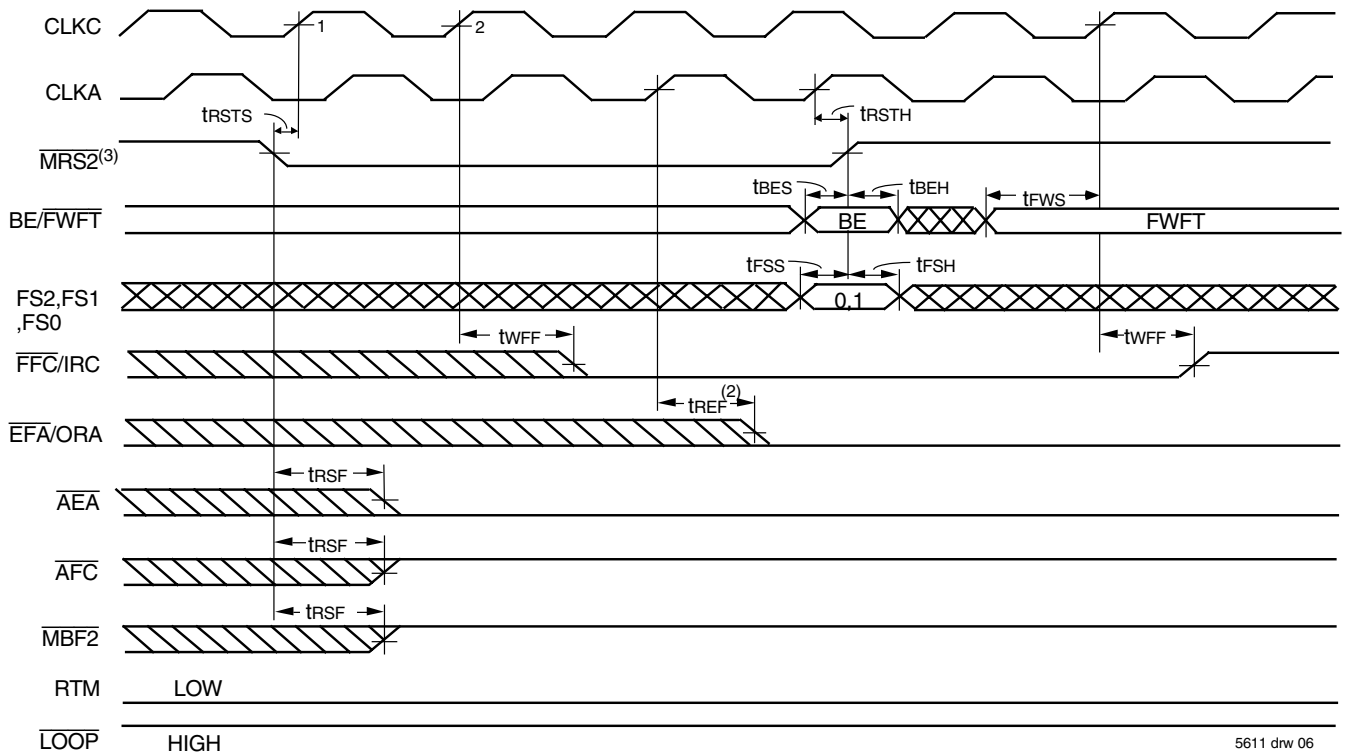 CLKC
1
2
CLKA
tRSTS
tRSTH
MRS2(3)
tBES
tBEH
tFWS
BE/FWFT
BE
FWFT
tFSS
tFSH
FS2,FS1
,FS0
0,1
tWFF
tWFF
FFC/IRC
tREF(2)
EFA/ORA
tRSF
AEA
tRSF
AFC
tRSF
MBF2
RTM
LOW
LOOP
HIGH
5611 drw 06